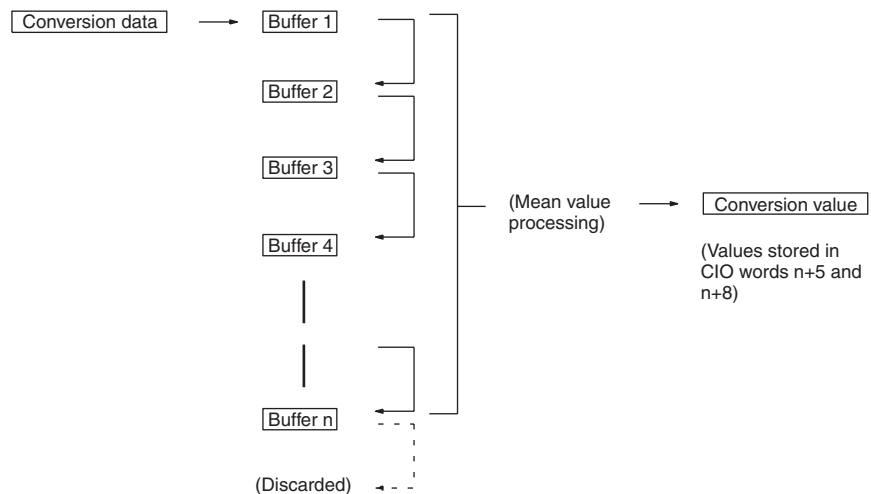 Conversion data
Buffer 1
Buffer 2
Buffer 3
Buffer 4
Buffer n
(Discarded)
(Mean value
processing)
Conversion value
(Values stored in
CIO words n+5 and
n+8)